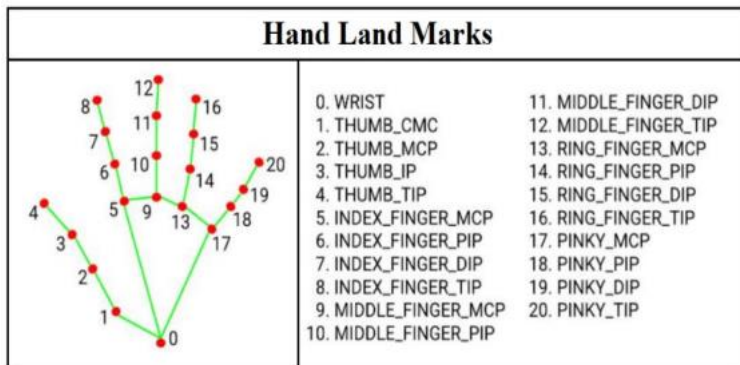 Hand Land Marks
12
8
16
11
7
15
20
6
10
14
19
4
5
9
13
18
3
17
2
1
0
0. WRIST
1. THUMB_CMC
2. THUMB_MCP
3. THUMB_IP
4. THUMB_TIP
5. INDEX_FINGER_MCP
6. INDEX_FINGER_PIP
7. INDEX_FINGER_DIP
8. INDEX_FINGER_TIP
9. MIDDLE_FINGER_MCP
10. MIDDLE_FINGER_PIP
11. MIDDLE_FINGER_DIP
12. MIDDLE_FINGER_TIP
13. RING_FINGER_MCP
14. RING_FINGER_PIP
15. RING_FINGER_DIP
16. RING_FINGER_TIP
17. PINKY_MCP
18. PINKY_PIP
19. PINKY_DIP
20. PINKY_TIP